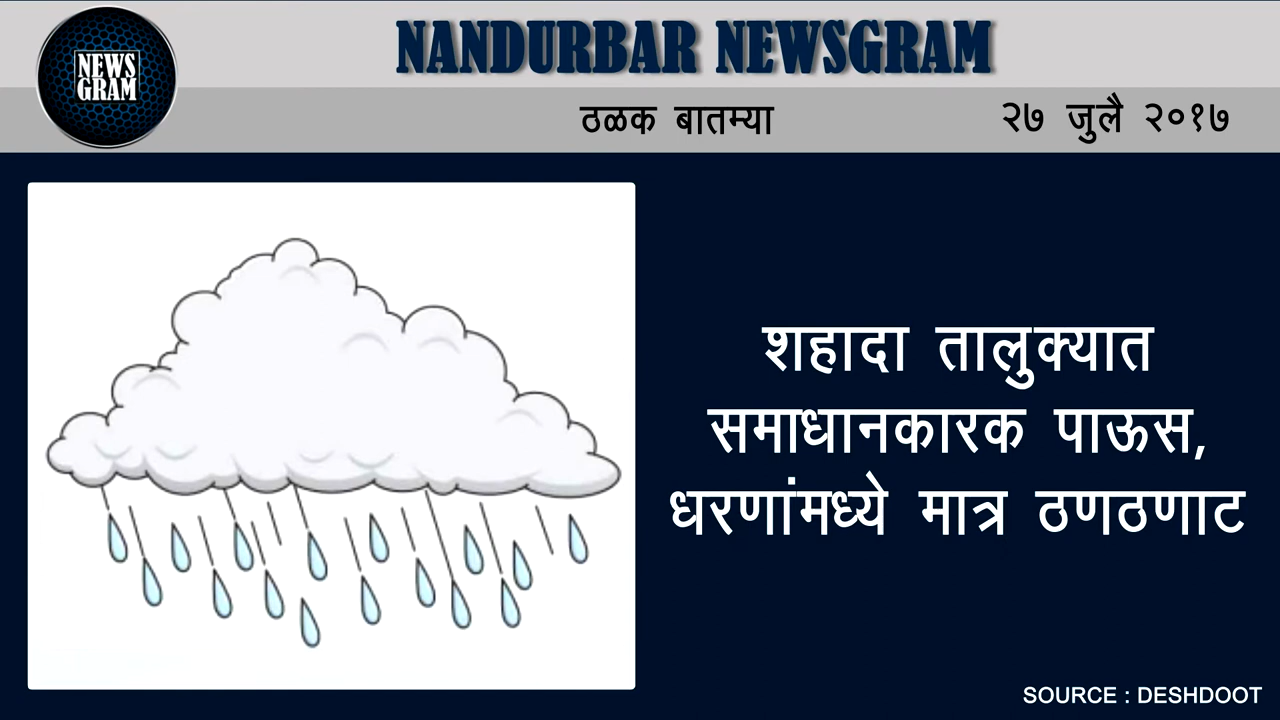 NEWS
GRAM
NANDURBAR NEWSGRAM
ठळक बातम्या
२७ जुलै २०१७
शहादा तालुक्यात
समाधानकारक पाऊस,
धरणांमध्ये मात्र ठणठणाट
SOURCE : DESHDOOT